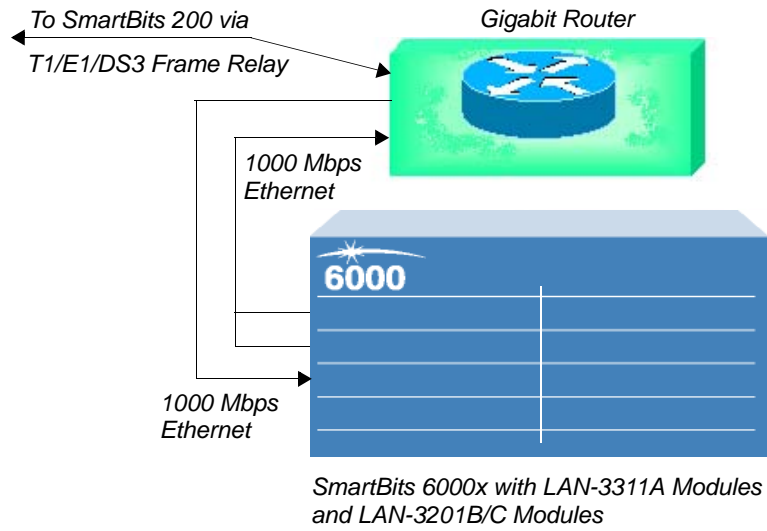 To SmartBits 200 via
T1/E1/DS3 Frame Relay
Gigabit Router
1000 Mbps
Ethernet
6000
1000 Mbps
Ethernet
SmartBits 6000x with LAN-3311A Modules
and LAN-3201B/C Modules